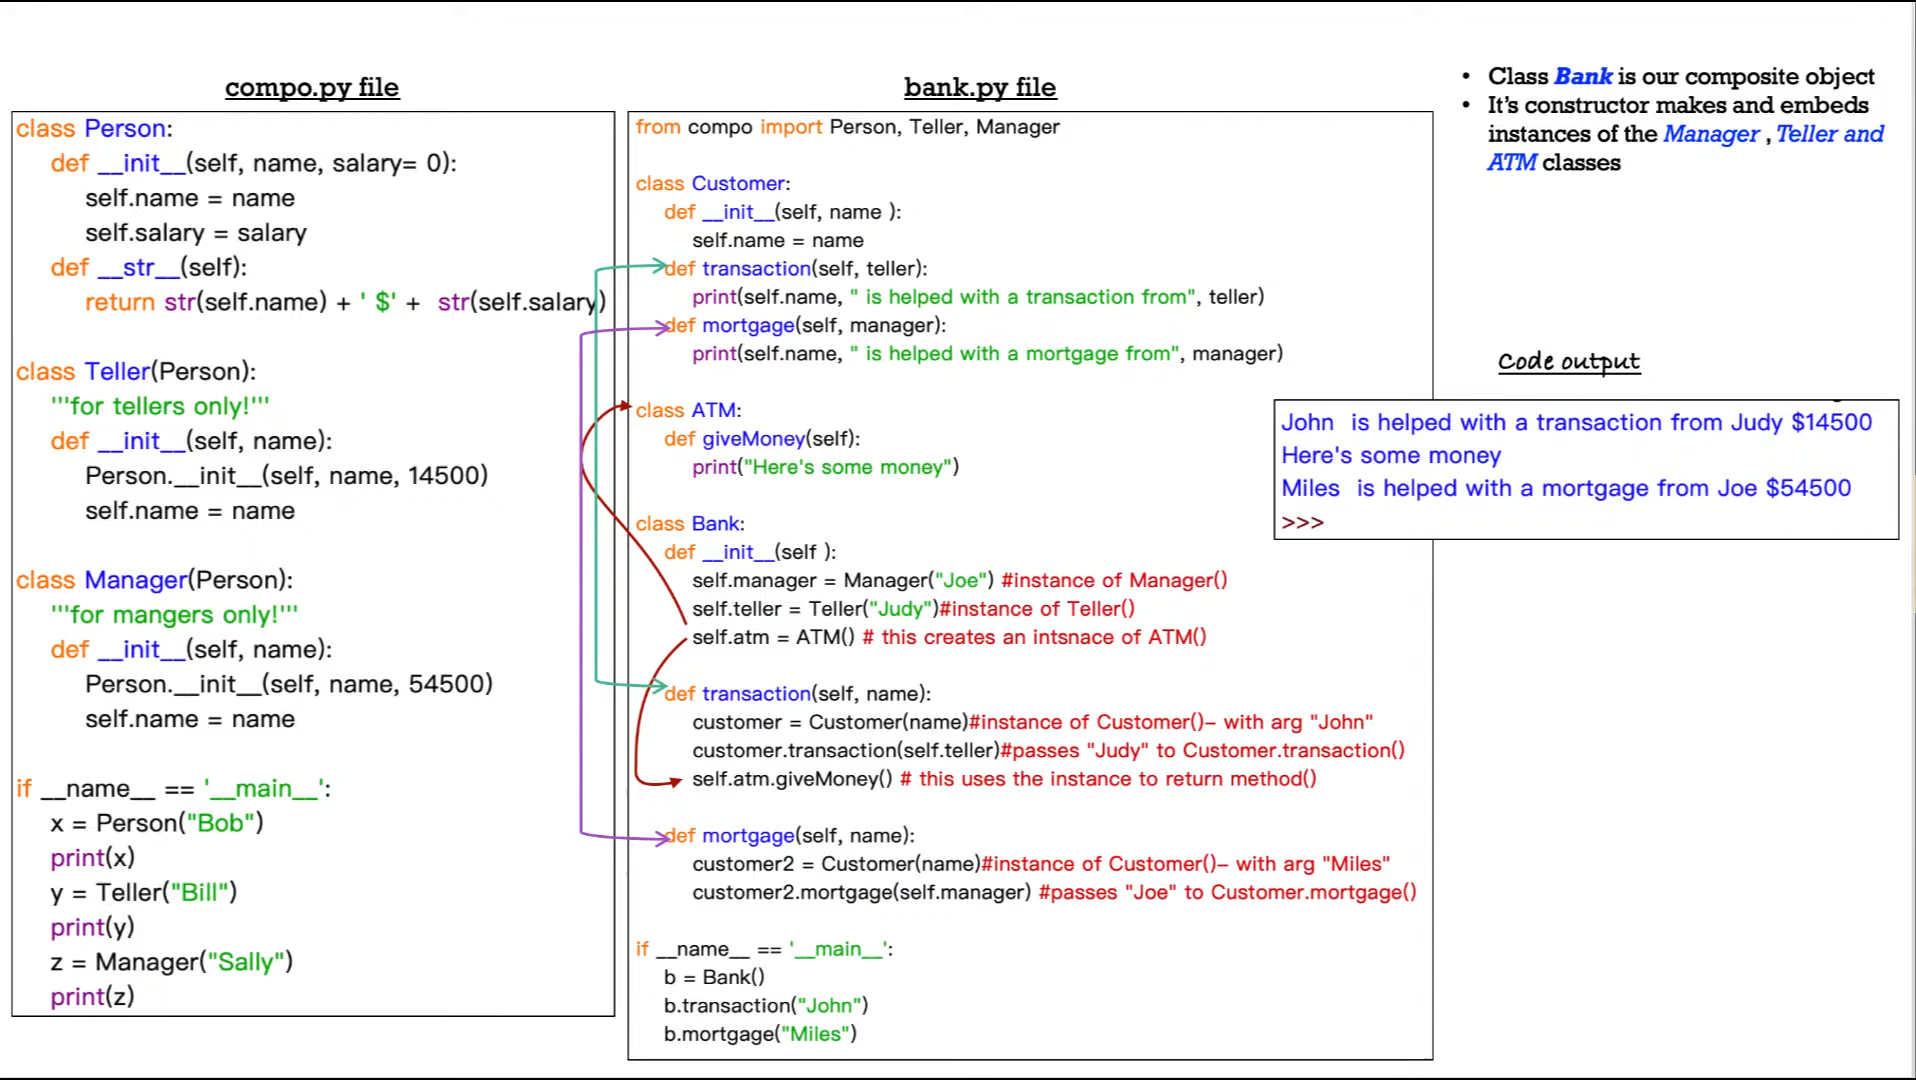 compo.py file
class Person:
def __init__(self, name, salary= 0):
self.name = name
self.salary = salary
def __str__(self):
return str(self.name) + ' $' +  str(self.salary)
class Teller(Person):
'''for tellers only!'''
def __init__(self, name):
Person.__init__(self, name, 14500)
self.name = name
class Manager(Person):
'''for mangers only!'''
def __init__(self, name):
Person.__init__(self, name, 54500)
self.name = name
if __name__ == '__main__':
x = Person("Bob")
print(x)
y = Teller("Bill")
print(y)
z = Manager("Sally")
print(z)
bank.py file
from compo import Person, Teller, Manager
class Customer:
def __init__(self, name ):
self.name = name
def transaction(self, teller):
print(self.name, " is helped with a transaction from", teller)
def mortgage(self, manager):
print(self.name, " is helped with a mortgage from", manager)
class ATM:
def giveMoney(self):
print("Here's some money")
class Bank:
def __init__(self ):
self.manager = Manager("Joe") #instance of Manager()
self.teller = Teller("Judy")#instance of Teller()
self.atm = ATM() # this creates an intsnace of ATM()
def transaction(self, name):
customer = Customer(name)#instance of Customer()– with arg "John"
customer.transaction(self.teller)#passes "Judy" to Customer.transaction()
self.atm.giveMoney() # this uses the instance to return method()
def mortgage(self, name):
customer2 = Customer(name)#instance of Customer()– with arg "Miles"
customer2.mortgage(self.manager) #passes "Joe" to Customer.mortgage()
if __name__ == '__main__':
b = Bank()
b.transaction("John")
b.mortgage("Miles")
• Class Bank is our composite object
• It's constructor makes and embeds
instances of the Manager , Teller and
ATM classes
Code output
John  is helped with a transaction from Judy $14500
Here's some money
Miles  is helped with a mortgage from Joe $54500
>>>